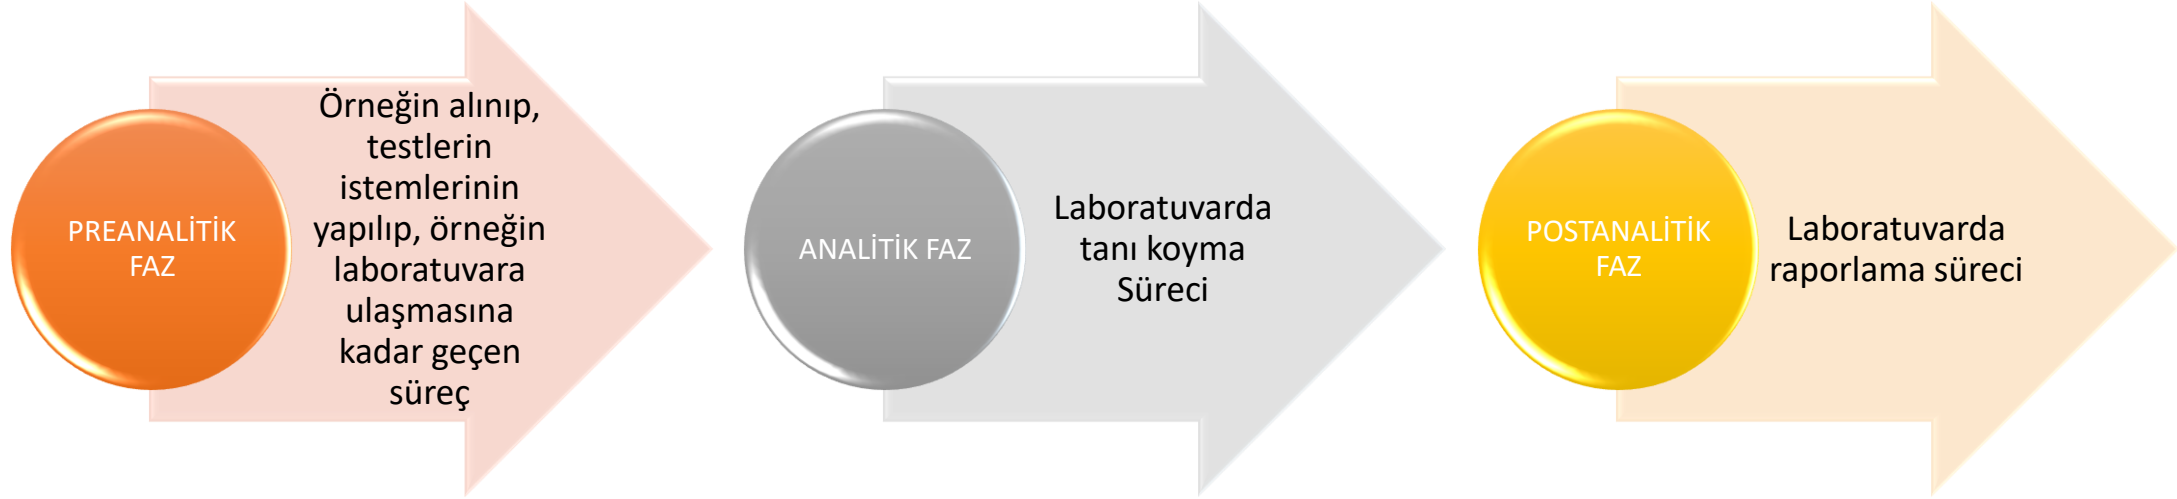 PREANALİTİK
FAZ
Örneğin alınıp,
testlerin
istemlerinin
yapılıp, örneğin
laboratuvara
ulaşmasına
kadar geçen
süreç
ANALİTİK FAZ
Laboratuvarda
tanı koyma
Süreci
POSTANALİTİK
FAZ
Laboratuvarda
raporlama süreci